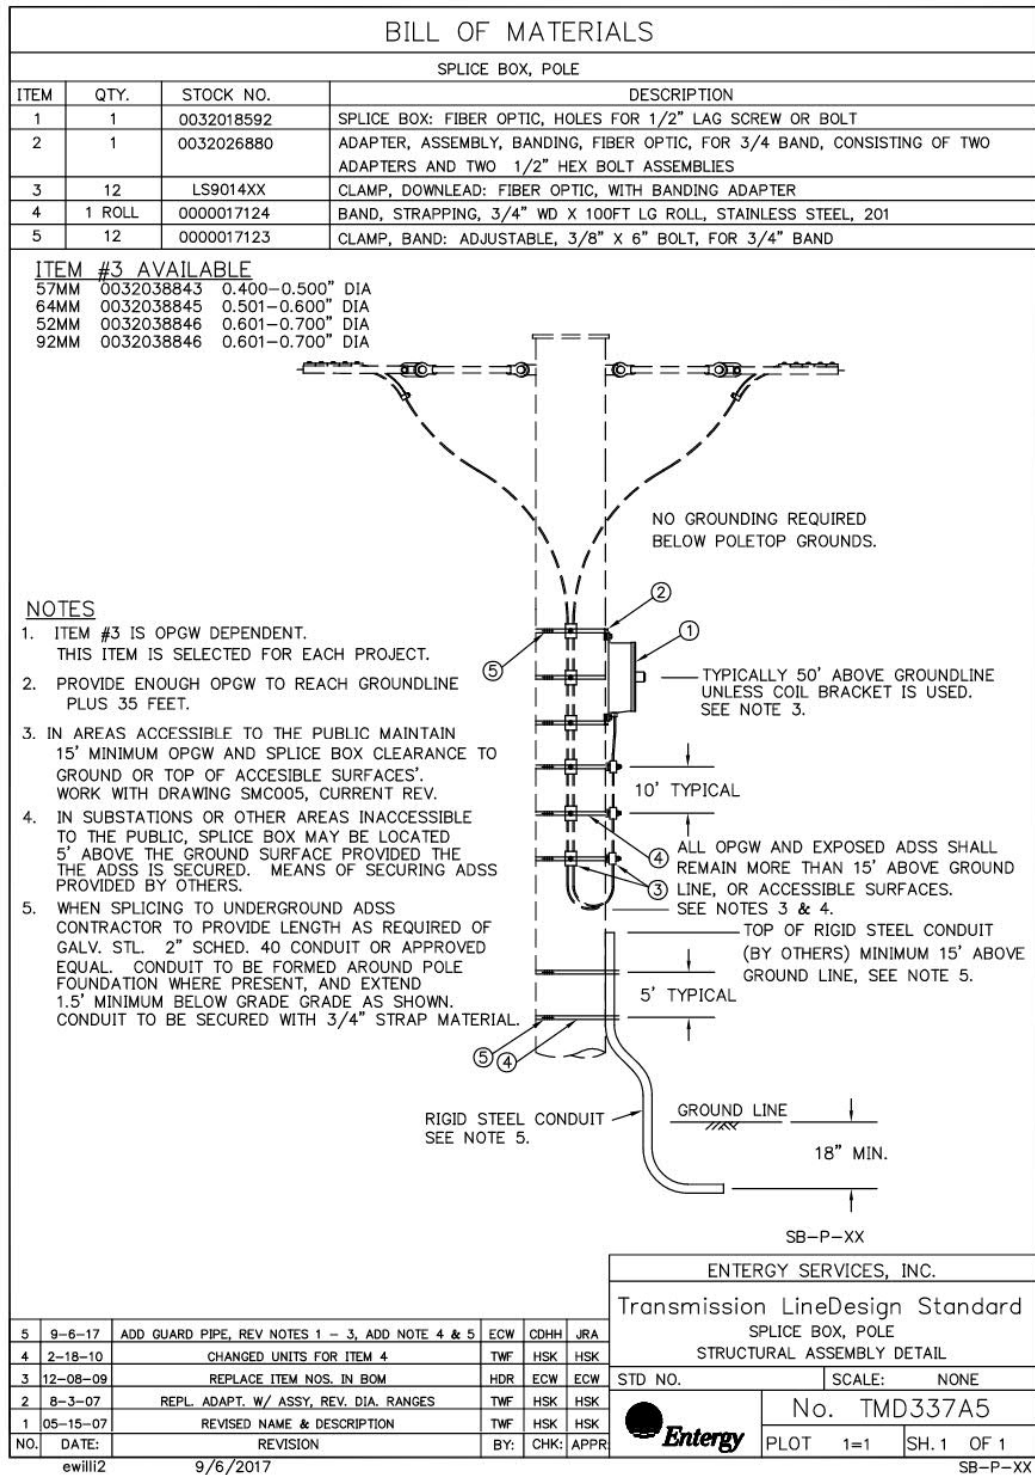 BILL OF MATERIALS
SPLICE BOX, POLE
ITEM QTY. STOCK NO. DESCRIPTION
1 1 0032018592 SPLICE BOX: FIBER OPTIC, HOLES FOR 1/2" LAG SCREW OR BOLT
2 1 0032026880 ADAPTER, ASSEMBLY, BANDING, FIBER OPTIC, FOR 3/4 BAND, CONSISTING OF TWO
ADAPTERS AND TWO 1/2" HEX BOLT ASSEMBLIES
3 12 LS9014XX CLAMP, DOWNLEAD: FIBER OPTIC, WITH BANDING ADAPTER
4 1 ROLL 0000017124 BAND, STRAPPING, 3/4" WD X 100FT LG ROLL, STAINLESS STEEL, 201
5 12 0000017123 CLAMP, BAND: ADJUSTABLE, 3/8" X 6" BOLT, FOR 3/4" BAND
ITEM #3 AVAILABLE
57MM 0032038843 0.400-0.500" DIA
64MM 0032038845 0.501-0.600" DIA
52MM 0032038846 0.601-0.700" DIA
92MM 0032038846 0.601-0.700" DIA
NO GROUNDING REQUIRED
BELOW POLETOP GROUNDS.
NOTES
1. ITEM #3 IS OPGW DEPENDENT.
THIS ITEM IS SELECTED FOR EACH PROJECT.
2. PROVIDE ENOUGH OPGW TO REACH GROUNDLINE
PLUS 35 FEET.
3. IN AREAS ACCESSIBLE TO THE PUBLIC MAINTAIN
15' MINIMUM OPGW AND SPLICE BOX CLEARANCE TO
GROUND OR TOP OF ACCESIBLE SURFACES'.
WORK WITH DRAWING SMC005, CURRENT REV.
4. IN SUBSTATIONS OR OTHER AREAS INACCESSIBLE
TO THE PUBLIC, SPLICE BOX MAY BE LOCATED
5' ABOVE THE GROUND SURFACE PROVIDED THE
THE ADSS IS SECURED. MEANS OF SECURING ADSS
PROVIDED BY OTHERS.
5. WHEN SPLICING TO UNDERGROUND ADSS
CONTRACTOR TO PROVIDE LENGTH AS REQUIRED OF
GALV. STL. 2" SCHED. 40 CONDUIT OR APPROVED
EQUAL. CONDUIT TO BE FORMED AROUND POLE
FOUNDATION WHERE PRESENT, AND EXTEND
1.5' MINIMUM BELOW GRADE GRADE AS SHOWN.
CONDUIT TO BE SECURED WITH 3/4" STRAP MATERIAL.
2
1
5
TYPICALLY 50' ABOVE GROUNDLINE
UNLESS COIL BRACKET IS USED.
SEE NOTE 3.
10' TYPICAL
4
3
ALL OPGW AND EXPOSED ADSS SHALL
REMAIN MORE THAN 15' ABOVE GROUND
LINE, OR ACCESSIBLE SURFACES.
SEE NOTES 3 & 4.
TOP OF RIGID STEEL CONDUIT
(BY OTHERS) MINIMUM 15' ABOVE
GROUND LINE, SEE NOTE 5.
5' TYPICAL
5 4
RIGID STEEL CONDUIT
SEE NOTE 5.
GROUND LINE
18" MIN.
SB-P-XX
5 9-6-17 ADD GUARD PIPE, REV NOTES 1 - 3, ADD NOTE 4 & 5 ECW CDHH JRA
4 2-18-10 CHANGED UNITS FOR ITEM 4 TWF HSK HSK
3 12-08-09 REPLACE ITEM NOS. IN BOM HDR ECW ECW
2 8-3-07 REPL. ADAPT. W/ ASSY, REV. DIA. RANGES TWF HSK HSK
1 05-15-07 REVISED NAME & DESCRIPTION TWF HSK HSK
NO. DATE: REVISION BY: CHK: APPR
ENTERGY SERVICES, INC.
Transmission LineDesign Standard
SPLICE BOX, POLE
STRUCTURAL ASSEMBLY DETAIL
STD NO. SCALE: NONE
Entergy
No. TMD337A5
PLOT 1=1 SH. 1 OF 1
ewilli2 9/6/2017 SB-P-XX